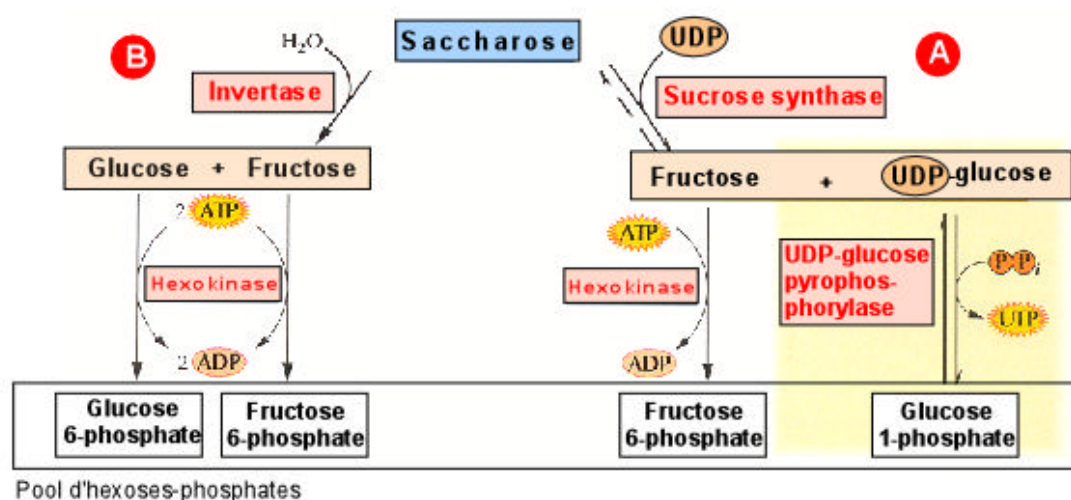 B
H2O
Saccharose
UDP
A
Invertase
Sucrose synthase
Glucose + Fructose
Fructose + UDP-glucose
2 ATP
ATP
Hexokinase
Hexokinase
UDP-glucose
pyrophos-
phorylase
P P i
UTP
2 ADP
ADP
Glucose
6-phosphate
Fructose
6-phosphate
Fructose
6-phosphate
Glucose
1-phosphate
Pool d'hexoses-phosphates